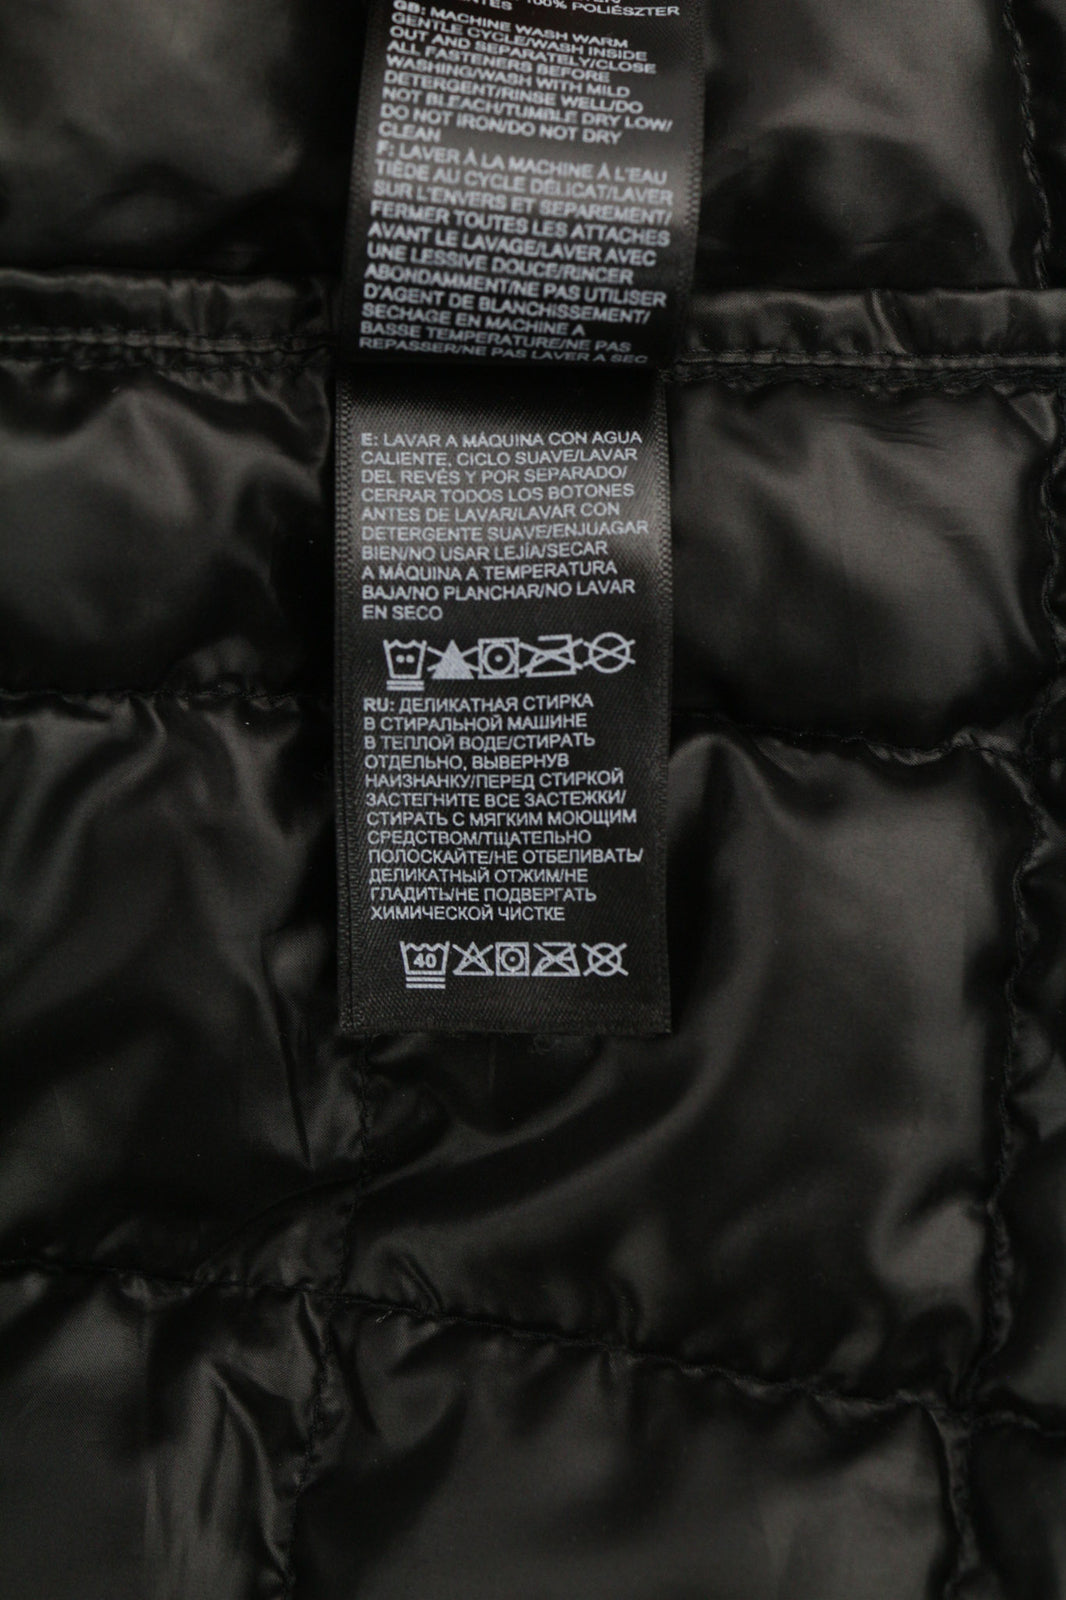 100% POLIÉSZTER
GB: MACHINE WASH WARM
GENTLE CYCLE/WASH INSIDE
OUT AND SEPARATELY/CLOSE
ALL FASTENERS BEFORE
WASHING/WASH WITH MILD
DETERGENT/RINSE WELL/DO
NOT BLEACH/TUMBLE DRY LOW/
DO NOT IRON/DO NOT DRY
CLEAN
F: LAVER À LA MACHINE À L'EAU
TIÈDE AU CYCLE DÉLICAT/LAVER
SUR L'ENVERS ET SEPAREMENT/
FERMER TOUTES LES ATTACHES
AVANT LE LAVAGE/LAVER AVEC
UNE LESSIVE DOUCE/RINCER
ABONDAMMENT/NE PAS UTILISER
D'AGENT DE BLANCHISSEMENT/
SECHAGE EN MACHINE A
BASSE TEMPERATURE/NE PAS
REPASSER/NE PAS LAVER A SEC
E: LAVAR A MÁQUINA CON AGUA
CALIENTE, CICLO SUAVE/LAVAR
DEL REVÉS Y POR SEPARADO/
CERRAR TODOS LOS BOTONES
ANTES DE LAVAR/LAVAR CON
DETERGENTE SUAVE/ENJUAGAR
BIEN/NO USAR LEJÍA/SECAR
A MÁQUINA A TEMPERATURA
BAJA/NO PLANCHAR/NO LAVAR
EN SECO
RU: ДЕЛИКАТНАЯ СТИРКА
В СТИРАЛЬНОЙ МАШИНЕ
В ТЕПЛОЙ ВОДЕ/СТИРАТЬ
ОТДЕЛЬНО, ВЫВЕРНУВ
НАИЗНАНКУ/ПЕРЕД СТИРКОЙ
ЗАСТЕГНИТЕ ВСЕ ЗАСТЕЖКИ/
СТИРАТЬ С МЯГКИМ МОЮЩИМ
СРЕДСТВОМ/ТЩАТЕЛЬНО
ПОЛОСКАЙТЕ/НЕ ОТБЕЛИВАТЬ/
ДЕЛИКАТНЫЙ ОТЖИМ/НЕ
ГЛАДИТЬ/НЕ ПОДВЕРГАТЬ
ХИМИЧЕСКОЙ ЧИСТКЕ
40